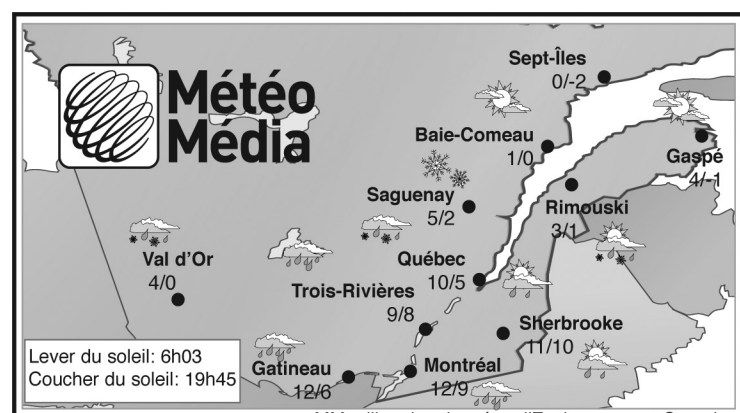 Météo
Média
Sept-Îles
0/-2
Baie-Comeau
1/0
Gaspé
4/-1
Saguenay
5/2
Rimouski
3/1
Val d'Or
4/0
Québec
10/5
Trois-Rivières
9/8
Sherbrooke
11/10
Lever du soleil: 6h03
Coucher du soleil: 19h45
Gatineau
12/6
Montréal
12/9